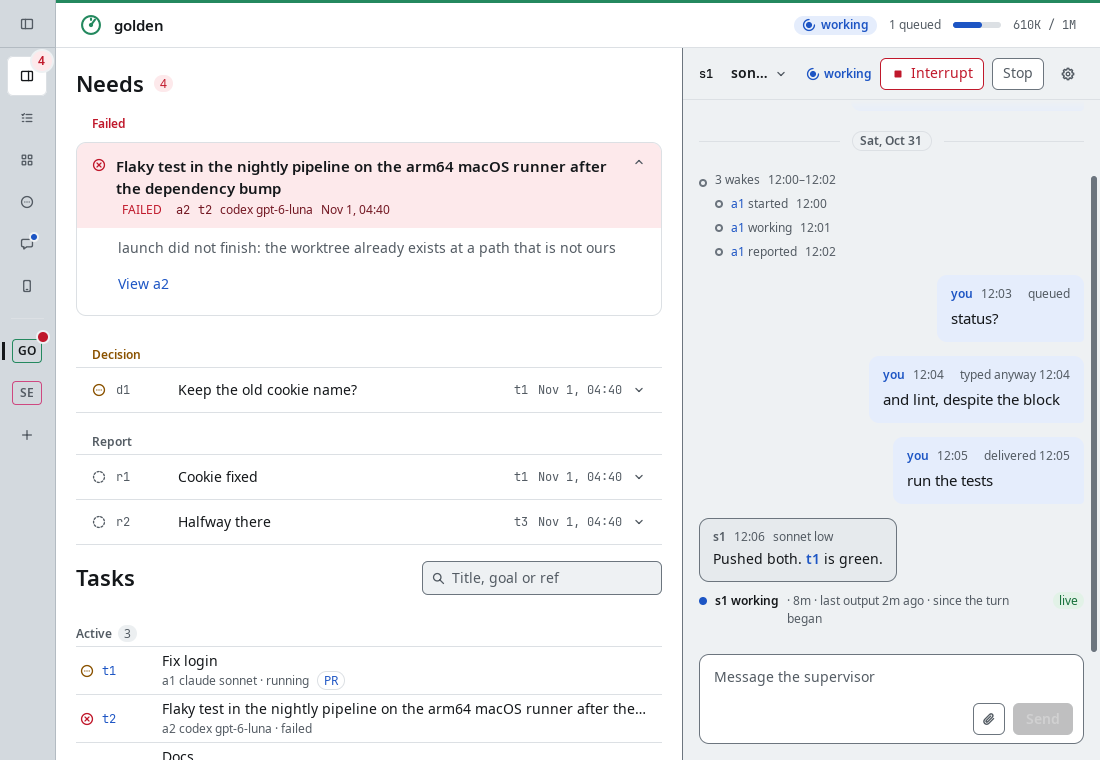 golden
working
1 queued
610K / 1M
4
GO
SE
Needs 4
Failed
Flaky test in the nightly pipeline on the arm64 macOS runner after
the dependency bump
FAILED a2 t2 codex gpt-6-luna Nov 1, 04:40
launch did not finish: the worktree already exists at a path that is not ours
View a2
Decision
d1 Keep the old cookie name? t1 Nov 1, 04:40
Report
r1 Cookie fixed t1 Nov 1, 04:40
r2 Halfway there t3 Nov 1, 04:40
Tasks
Title, goal or ref
Active 3
t1 Fix login
a1 claude sonnet · running PR
t2 Flaky test in the nightly pipeline on the arm64 macOS runner after the…
a2 codex gpt-6-luna · failed
Docs
s1 son… working Interrupt Stop
Sat, Oct 31
3 wakes 12:00–12:02
a1 started 12:00
a1 working 12:01
a1 reported 12:02
you 12:03 queued
status?
you 12:04 typed anyway 12:04
and lint, despite the block
you 12:05 delivered 12:05
run the tests
s1 12:06 sonnet low
Pushed both. t1 is green.
s1 working · 8m · last output 2m ago · since the turn
began
live
Message the supervisor
Send